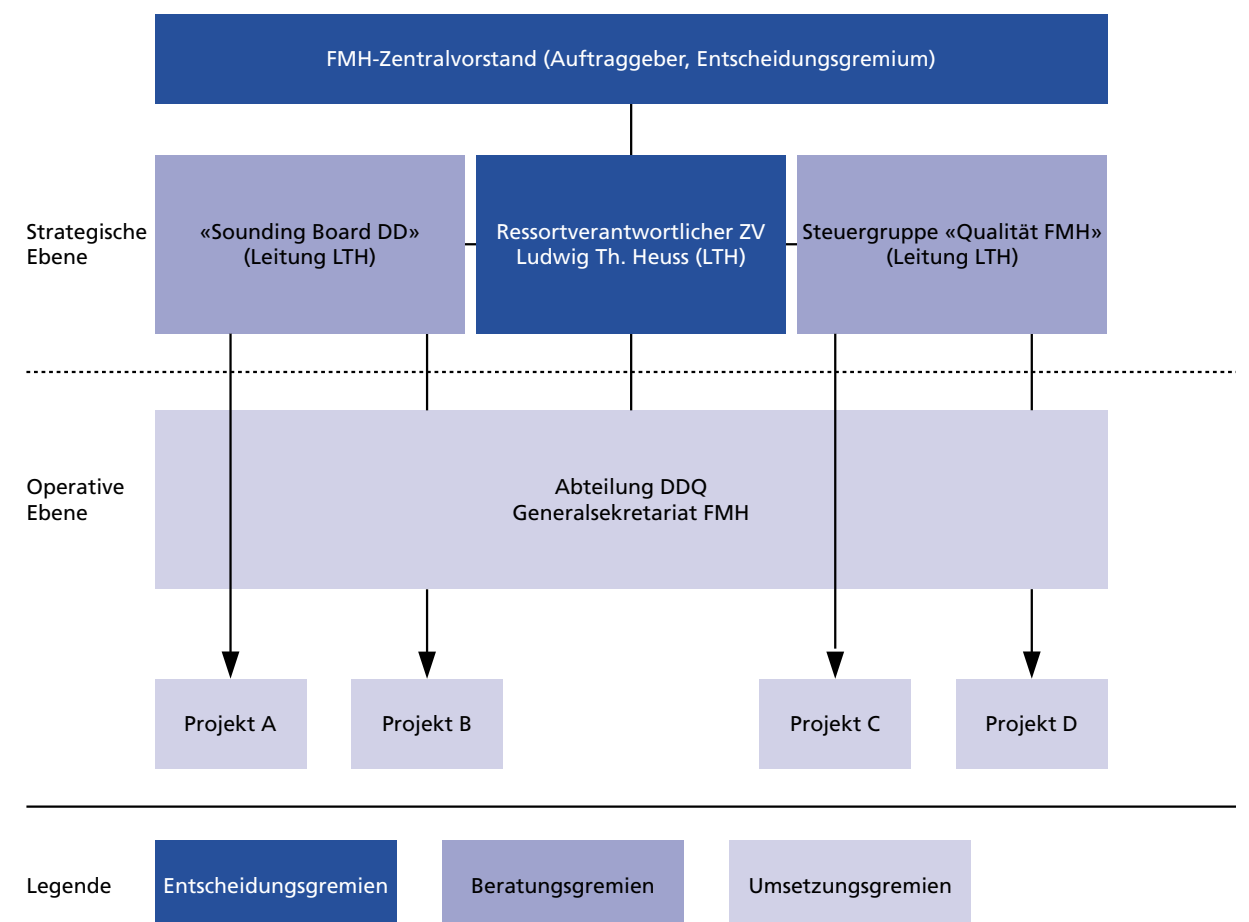 FMH-Zentralvorstand (Auftraggeber, Entscheidungsgremium)
Strategische
Ebene
«Sounding Board DD»
(Leitung LTH)
Ressortverantwortlicher ZV
Ludwig Th. Heuss (LTH)
Steuergruppe «Qualität FMH»
(Leitung LTH)
Operative
Ebene
Abteilung DDQ
Generalsekretariat FMH
Projekt A
Projekt B
Projekt C
Projekt D
Legende
Entscheidungsgremien
Beratungsgremien
Umsetzungsgremien